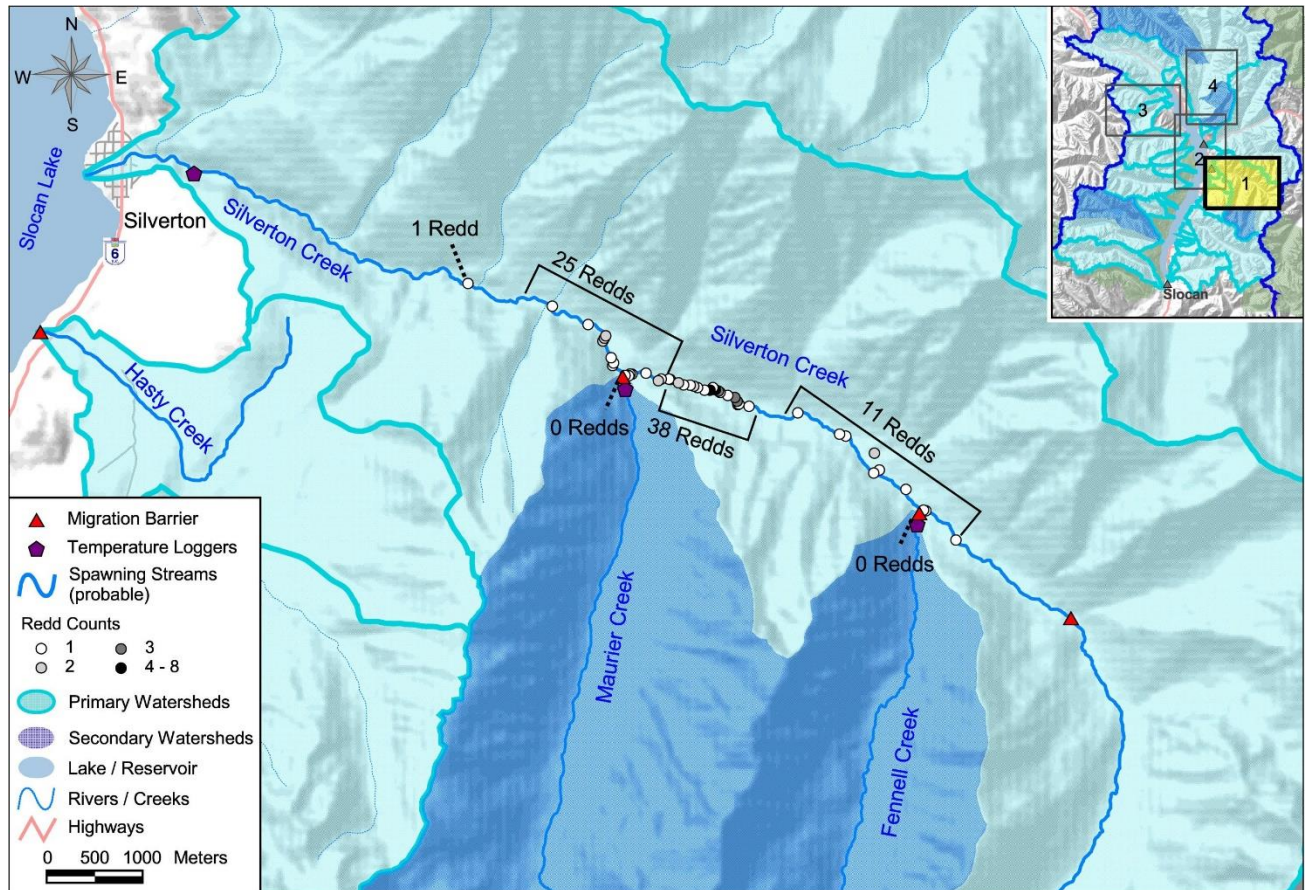 N
W
E
S
Slocan Lake
Silverton
6
Silverton Creek
Hasty Creek
1 Redd
25 Redds
Silverton Creek
0 Redds
38 Redds
11 Redds
0 Redds
Maurier Creek
Fennell Creek
4
3
2
1
Slocan
Migration Barrier
Temperature Loggers
Spawning Streams
(probable)
Redd Counts
1
3
2
4 - 8
Primary Watersheds
Secondary Watersheds
Lake / Reservoir
Rivers / Creeks
Highways
0 500 1000 Meters